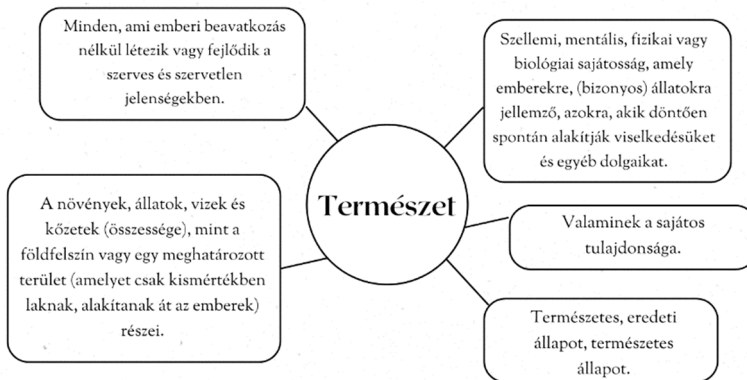 Minden, ami emberi beavatkozás
nélkül létezik vagy fejlődik a
szerves és szervetlen
jelenségekben.
Szellemi, mentális, fizikai vagy
biológiai sajátosság, amely
emberekre, (bizonyos) állatokra
jellemző, azokra, akik döntően
spontán alakítják viselkedésüket
és egyéb dolgaikat.
Természet
A növények, állatok, vizek és
kőzetek (összessége), mint a
földfelszín vagy egy meghatározott
terület (amelyet csak kismértékben
laknak, alakítanak át az emberek)
részei.
Valaminek a sajátos
tulajdonsága.
Természetes, eredeti
állapot, természetes
állapot.